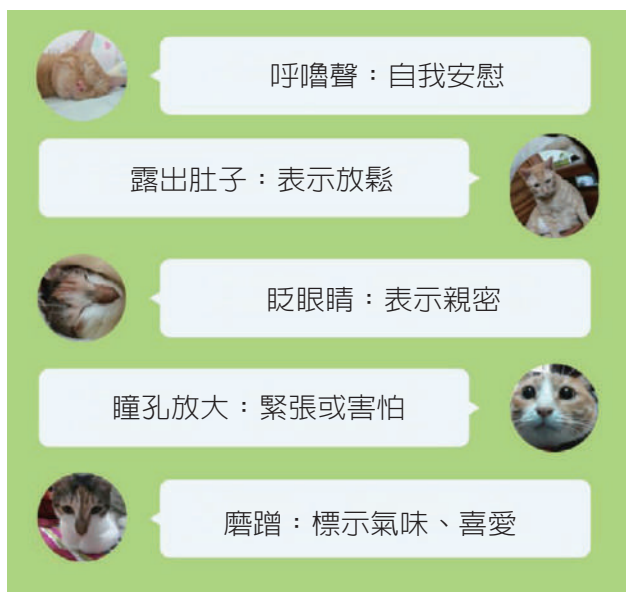 呼嚕聲：自我安慰
露出肚子：表示放鬆
眨眼睛：表示親密
瞳孔放大：緊張或害怕
磨蹭：標示氣味、喜愛